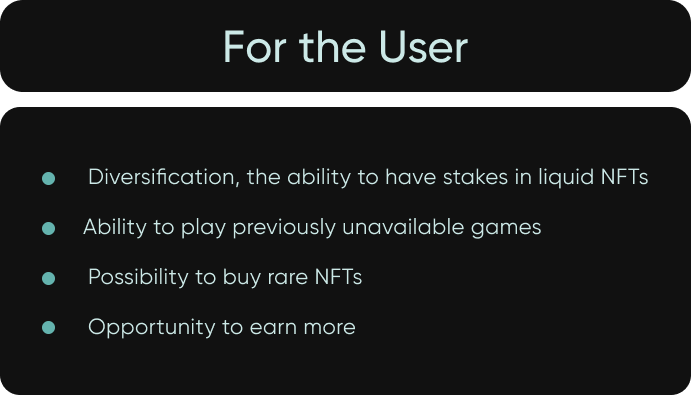 For the User
Diversification, the ability to have stakes in liquid NFTs
Ability to play previously unavailable games
Possibility to buy rare NFTs
Opportunity to earn more